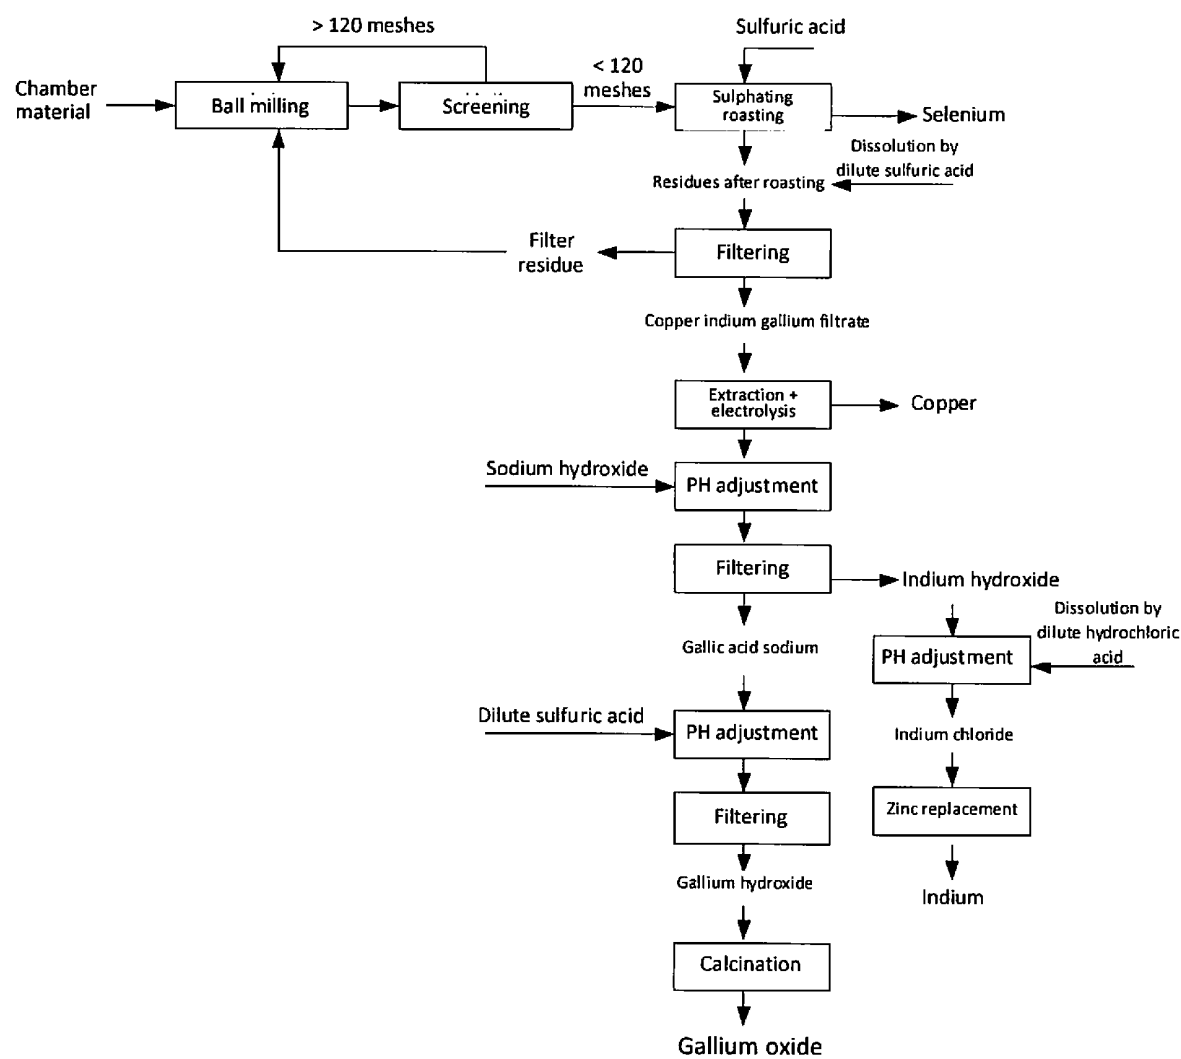 > 120 meshes
Sulfuric acid
< 120
meshes
Chamber
material
Ball milling
Screening
Sulphating
roasting
Selenium
Dissolution by
dilute sulfuric acid
Residues after roasting
Filter
residue
Filtering
Copper indium gallium filtrate
Extraction +
electrolysis
Copper
Sodium hydroxide
PH adjustment
Filtering
Indium hydroxide
Dissolution by
dilute hydrochloric
acid
Gallic acid sodium
PH adjustment
Dilute sulfuric acid
PH adjustment
Indium chloride
Filtering
Zinc replacement
Gallium hydroxide
Indium
Calcination
Gallium oxide